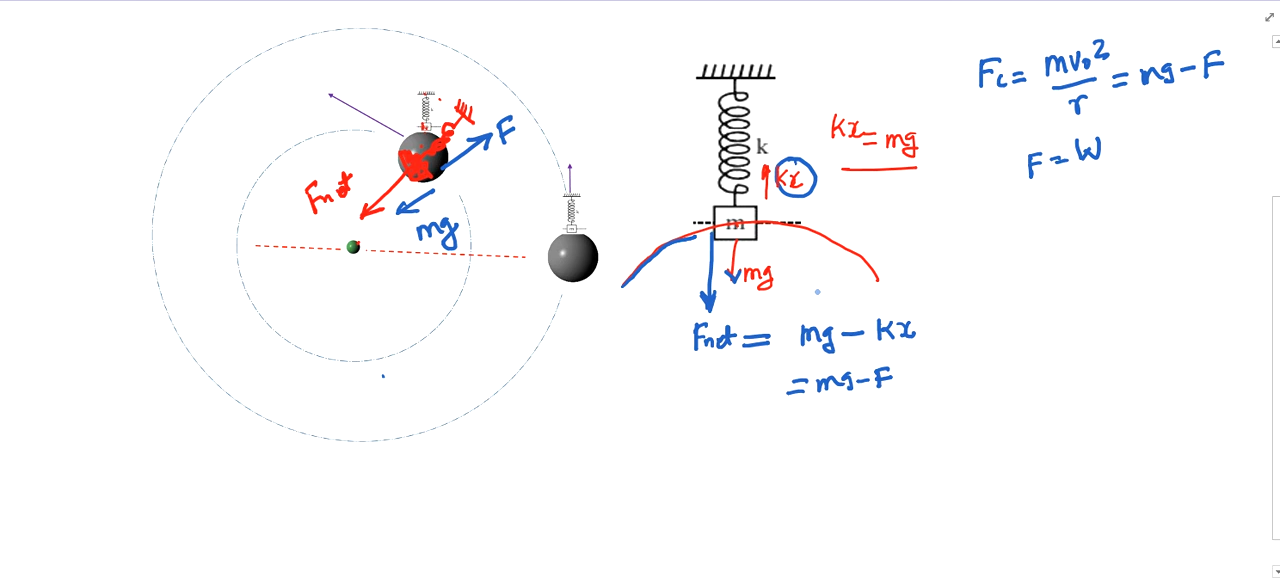 F
Fnet
mg
k
Kx
Kx = mg
m
mg
Fnet = mg - Kx
= mg - F
Fc = mv₀²/r = mg - F
F = W